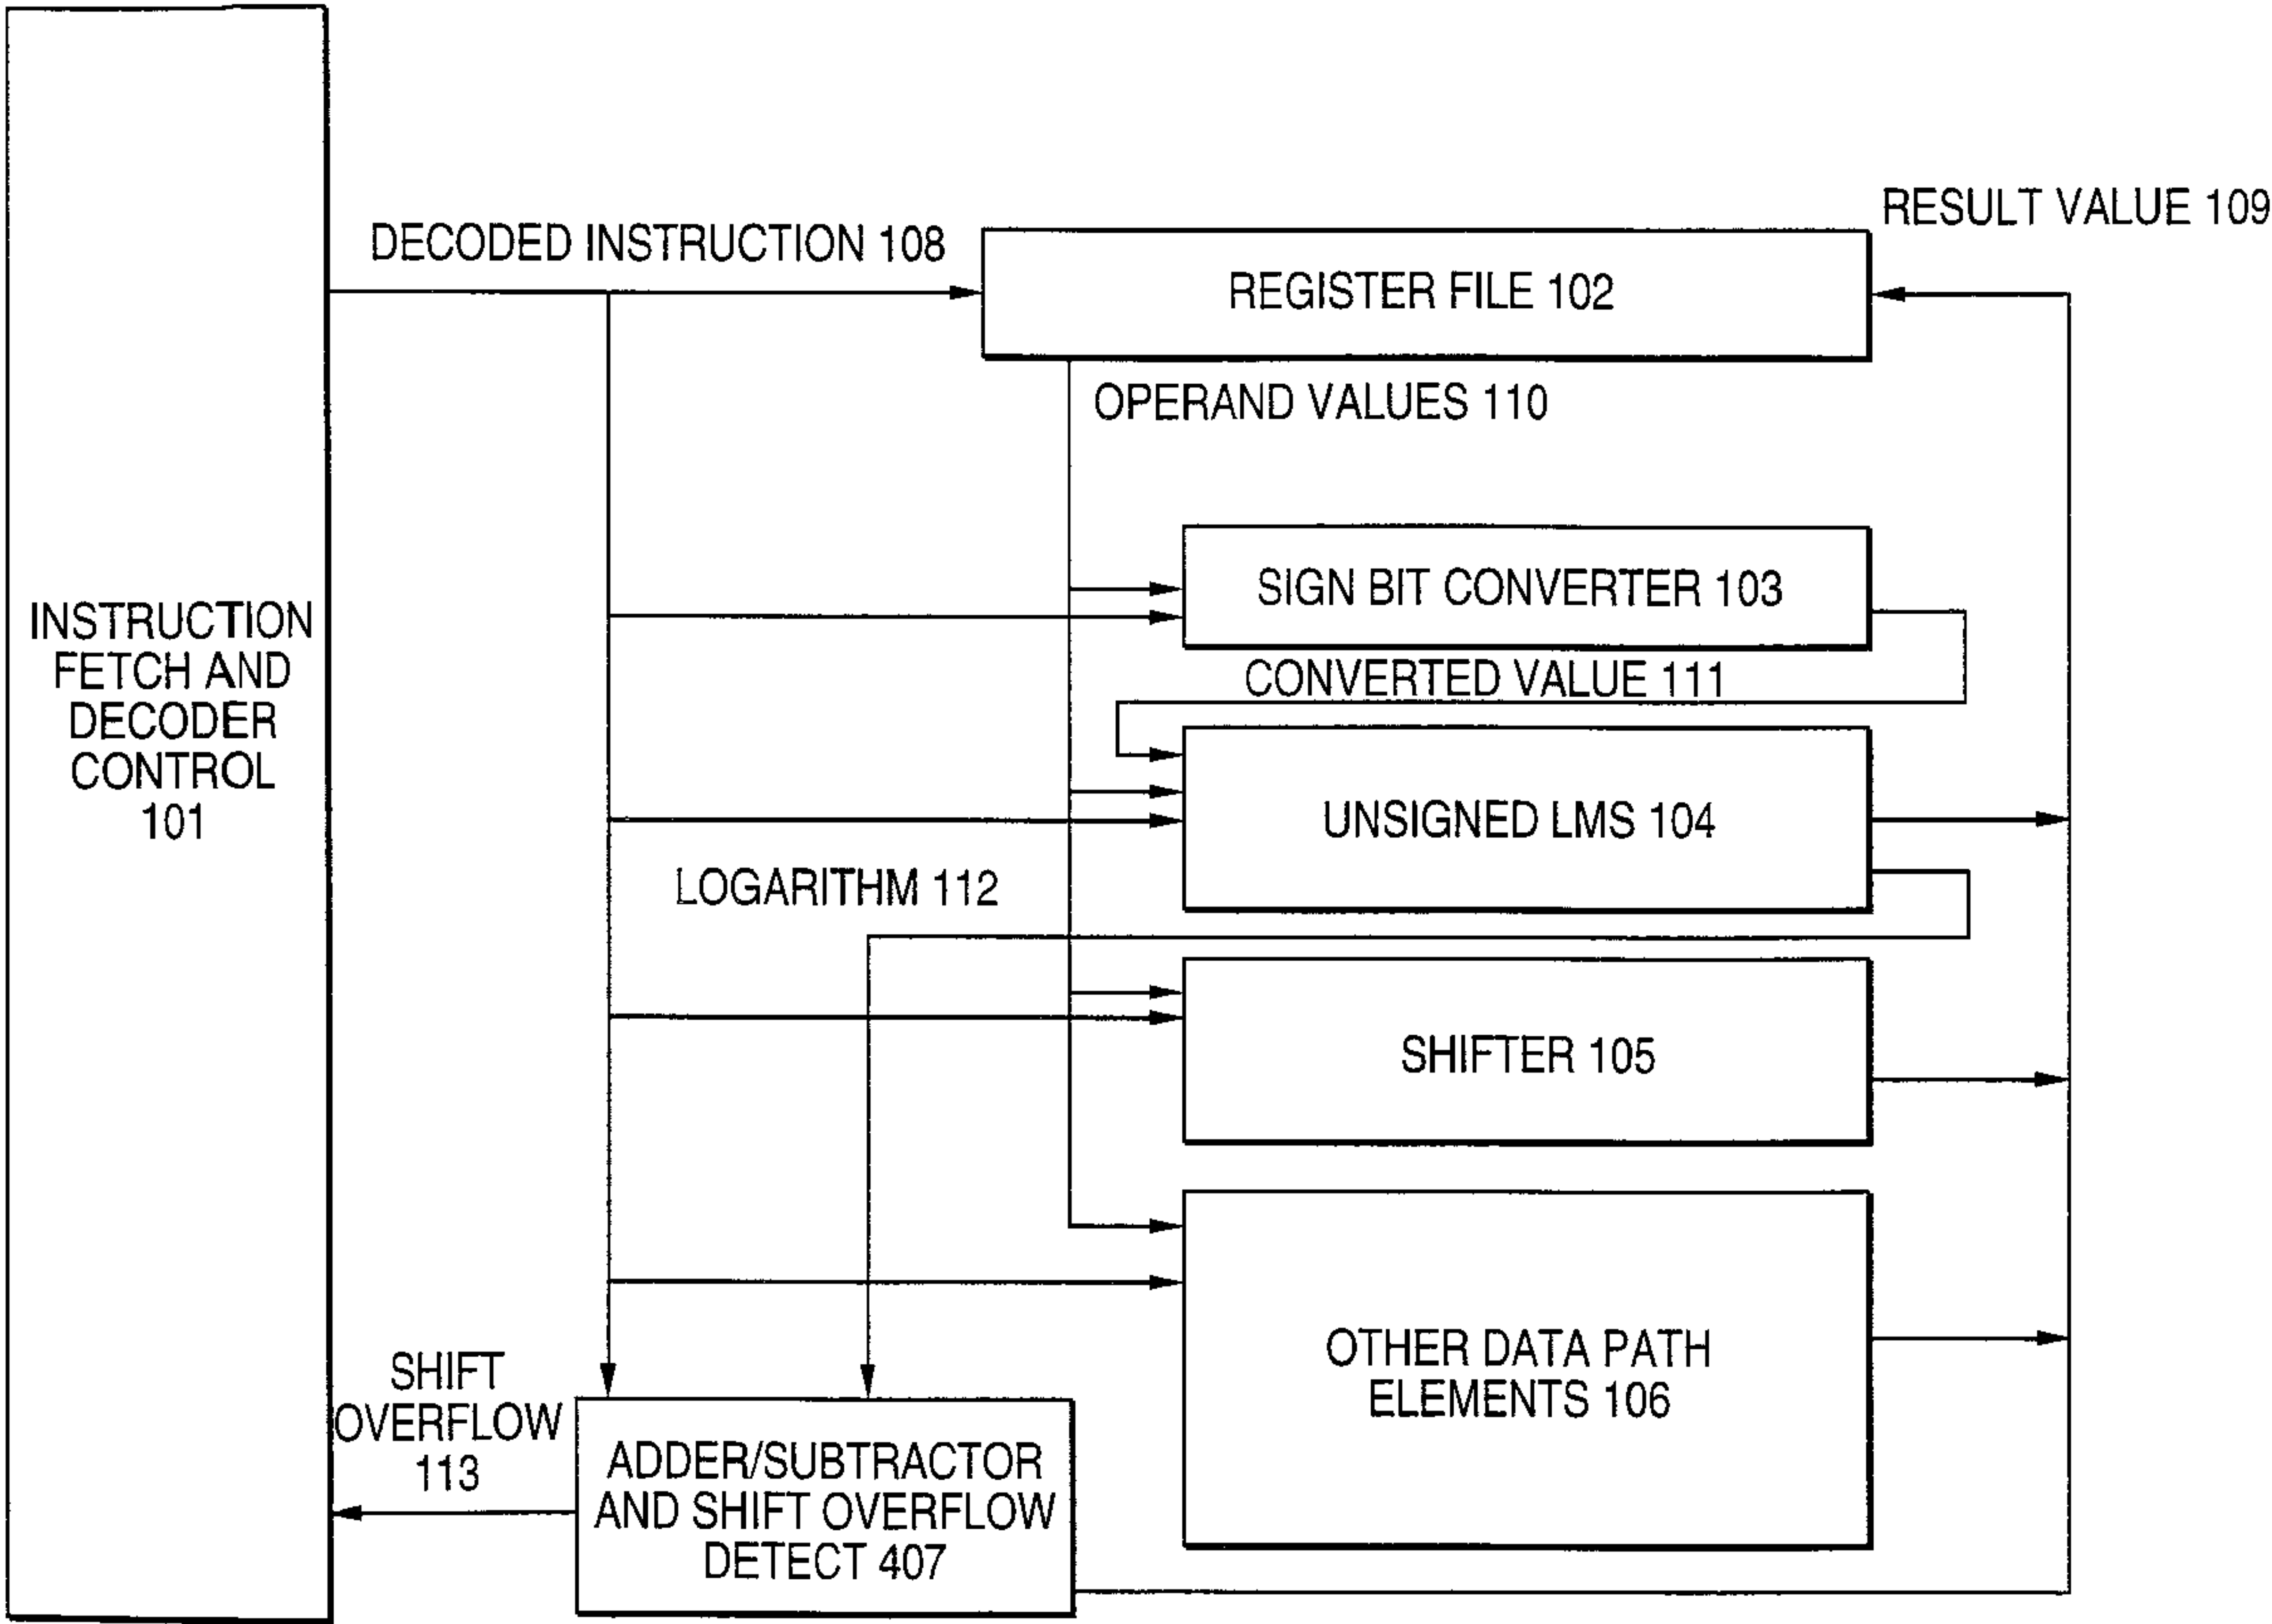 RESULT VALUE 109
DECODED INSTRUCTION 108
REGISTER FILE 102
OPERAND VALUES 110
SIGN BIT CONVERTER 103
INSTRUCTION
FETCH AND
DECODER
CONTROL
101
CONVERTED VALUE 111
UNSIGNED LMS 104
LOGARITHM 112
SHIFTER 105
OTHER DATA PATH
ELEMENTS 106
SHIFT
OVERFLOW
113
ADDER/SUBTRACTOR
AND SHIFT OVERFLOW
DETECT 407